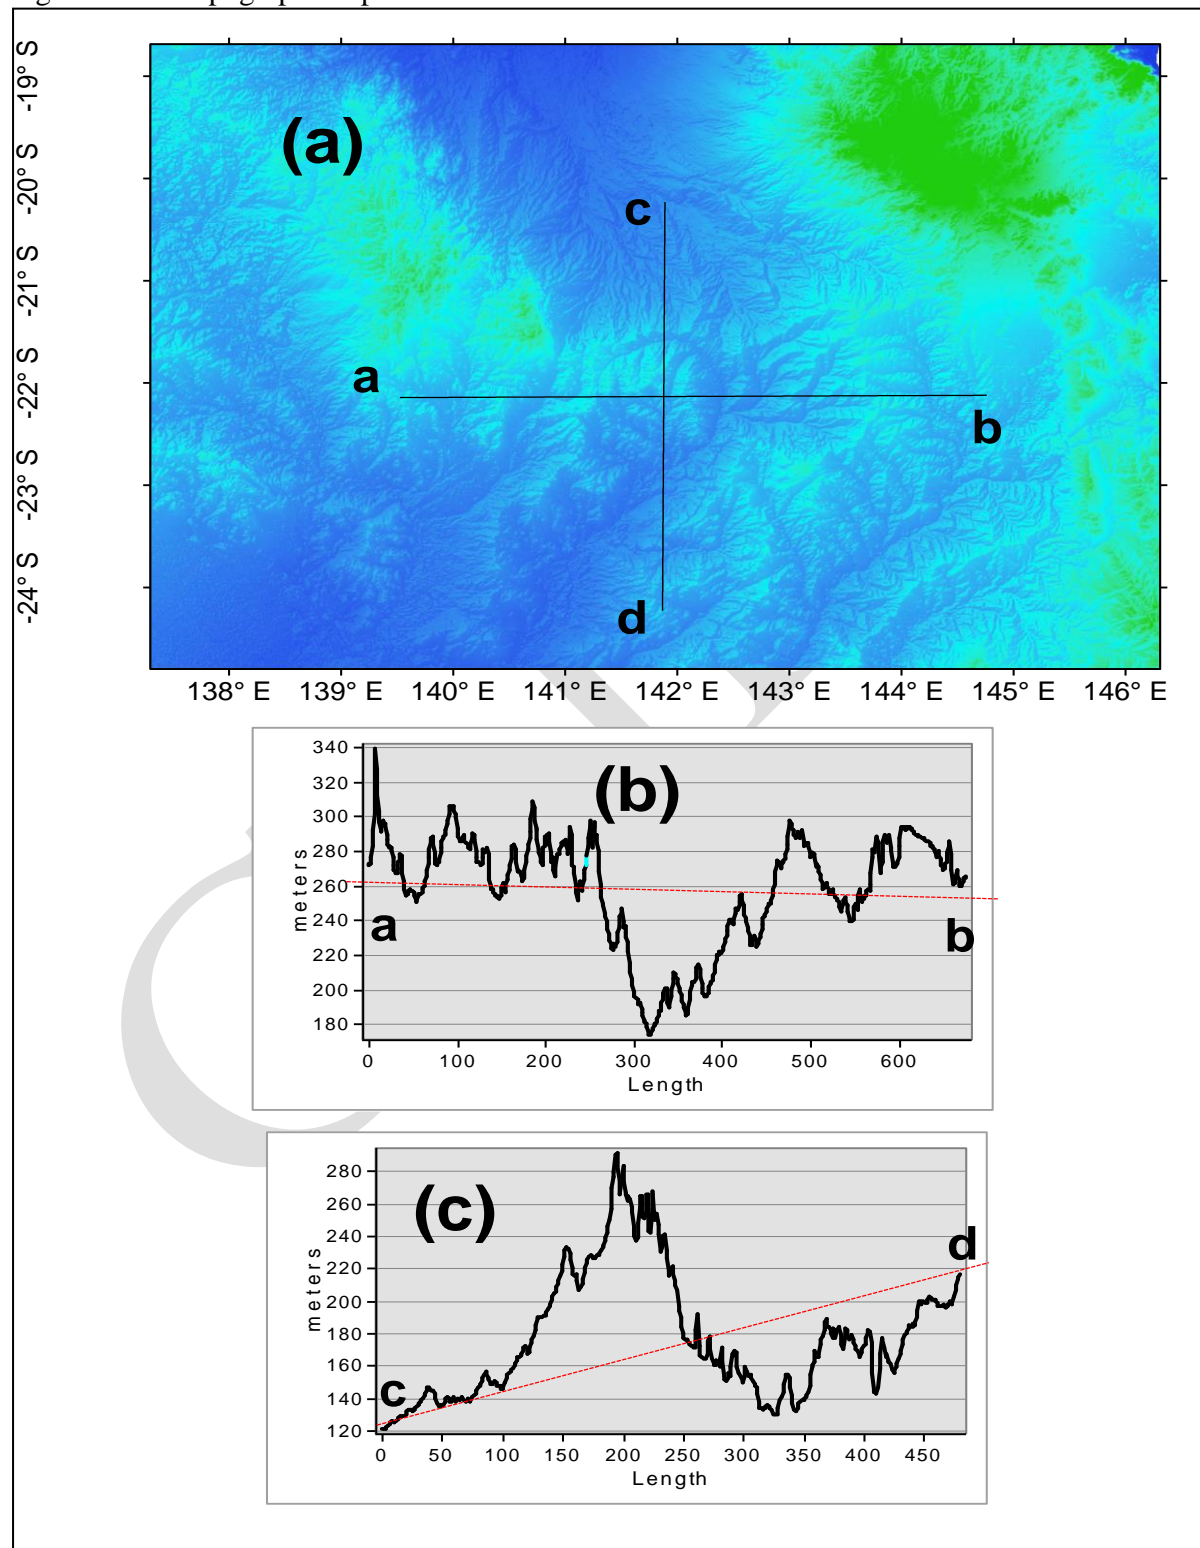 -19° S
-20° S
-21° S
-22° S
-23° S
-24° S
(a)
c
a
b
d
138° E 139° E 140° E 141° E 142° E 143° E 144° E 145° E 146° E
(b)
340
320
300
280
260
240
220
200
180
meters
a
b
0 100 200 300 400 500 600
Length
(c)
280
260
240
220
200
180
160
140
120
meters
c
d
0 50 100 150 200 250 300 350 400 450
Length